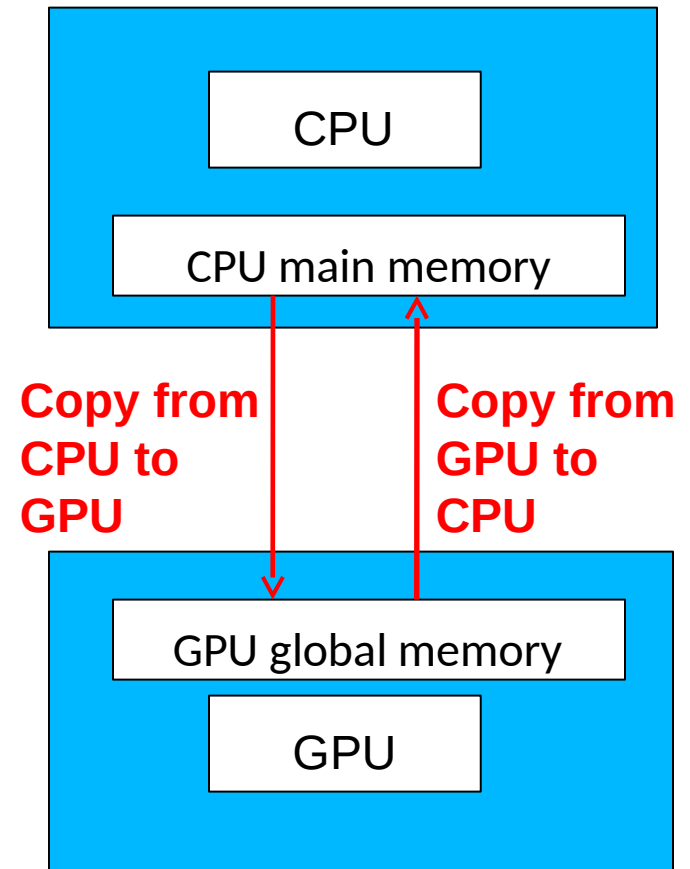 CPU
CPU main memory
Copy from
CPU to
GPU
Copy from
GPU to
CPU
GPU global memory
GPU